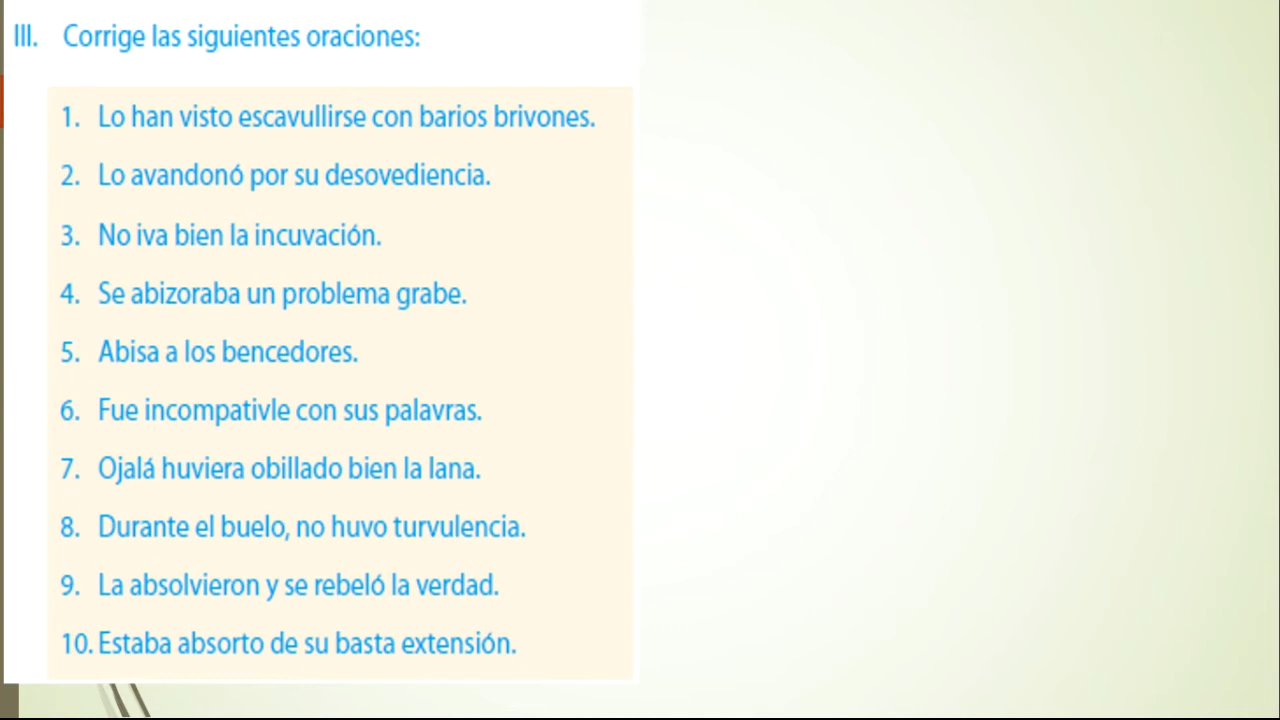 III. Corrige las siguientes oraciones:
1. Lo han visto escavullirse con barios brivones.
2. Lo avandonó por su desovediencia.
3. No iva bien la incuvación.
4. Se abizoraba un problema grabe.
5. Abisa a los bencedores.
6. Fue incompativle con sus palavras.
7. Ojalá huviera obillado bien la lana.
8. Durante el buelo, no huvo turvulencia.
9. La absolvieron y se rebeló la verdad.
10. Estaba absorto de su basta extensión.